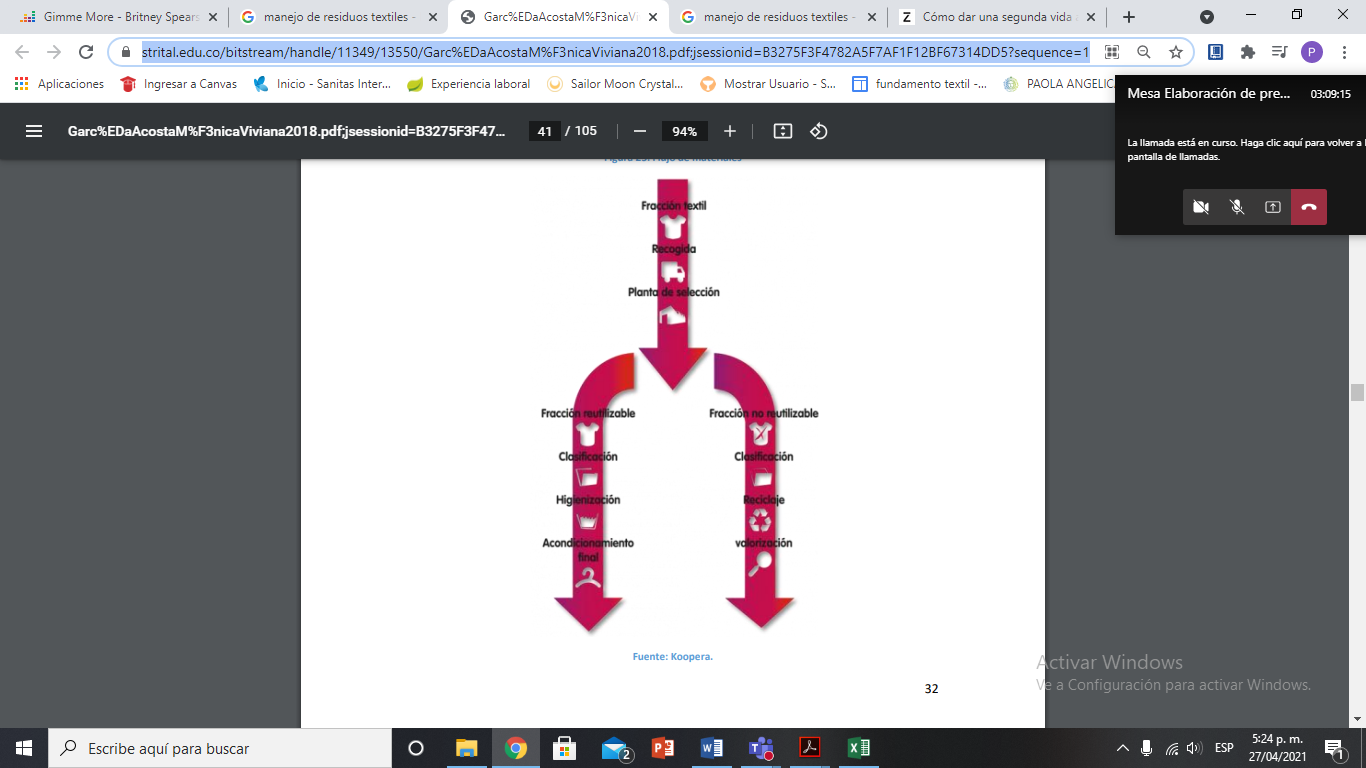 Gimme More - Britney Spears
manejo de residuos textiles -
Garc%EDaAcostaM%F3nicaVi
manejo de residuos textiles -
Cómo dar una segunda vida
strital.edu.co/bitstream/handle/11349/13550/Garc%EDaAcostaM%F3nicaViviana2018.pdf;jsessionid=B3275F3F4782A5F7AF1F12BF67314DD5?sequence=1
P
Aplicaciones
Ingresar a Canvas
Inicio - Sanitas Inter...
Experiencia laboral
Sailor Moon Crystal...
Mostrar Usuario - S...
fundamento textil -...
PAOLA ANGELIC
Mesa Elaboración de pre...
03:09:15
La llamada está en curso. Haga clic aquí para volver a
pantalla de llamadas.
Garc%EDaAcostaM%F3nicaViviana2018.pdf;jsessionid=B3275F3F47...
41 / 105
94%
Fracción textil
Recogida
Planta de selección
Fracción reutilizable
Clasificación
Higienización
Acondicionamiento
final
Fracción no reutilizable
Clasificación
Reciclaje
valorización
Fuente: Koopera.
32
Activar Windows
Ve a Configuración para activar Windows.
Escribe aquí para buscar
2
ESP
5:24 p. m.
27/04/2021
1